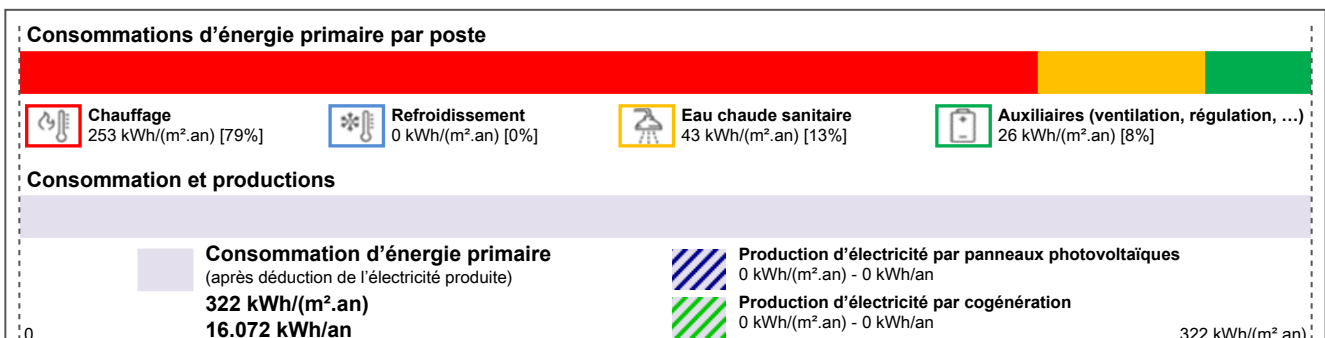 Consommations d'énergie primaire par poste
Chauffage
253 kWh/(m².an) [79%]
Refroidissement
0 kWh/(m².an) [0%]
Eau chaude sanitaire
43 kWh/(m².an) [13%]
Auxiliaires (ventilation, régulation, …)
26 kWh/(m².an) [8%]
Consommation et productions
Consommation d'énergie primaire
(après déduction de l'électricité produite)
322 kWh/(m².an)
16.072 kWh/an
Production d'électricité par panneaux photovoltaïques
0 kWh/(m².an) - 0 kWh/an
Production d'électricité par cogénération
0 kWh/(m².an) - 0 kWh/an
0
322 kWh/(m².an)